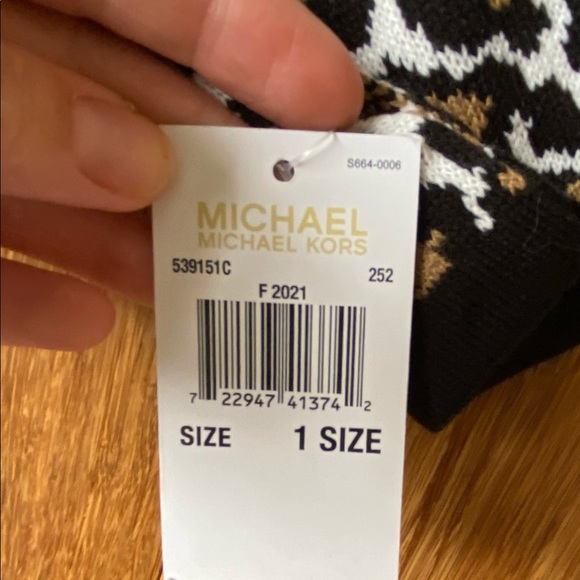 S664-0006
MICHAEL
MICHAEL KORS
539151C 252
F 2021
7 22947 41374 2
SIZE 1 SIZE